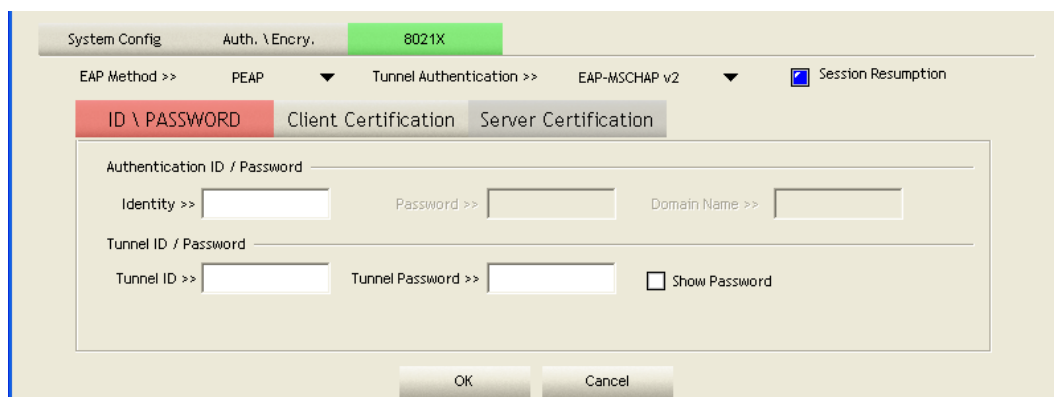 System Config Auth. \ Encry. 8021X
EAP Method >> PEAP Tunnel Authentication >> EAP-MSCHAP v2 Session Resumption
ID \ PASSWORD Client Certification Server Certification
Authentication ID / Password
Identity >> Password >> Domain Name >>
Tunnel ID / Password
Tunnel ID >> Tunnel Password >> Show Password
OK Cancel